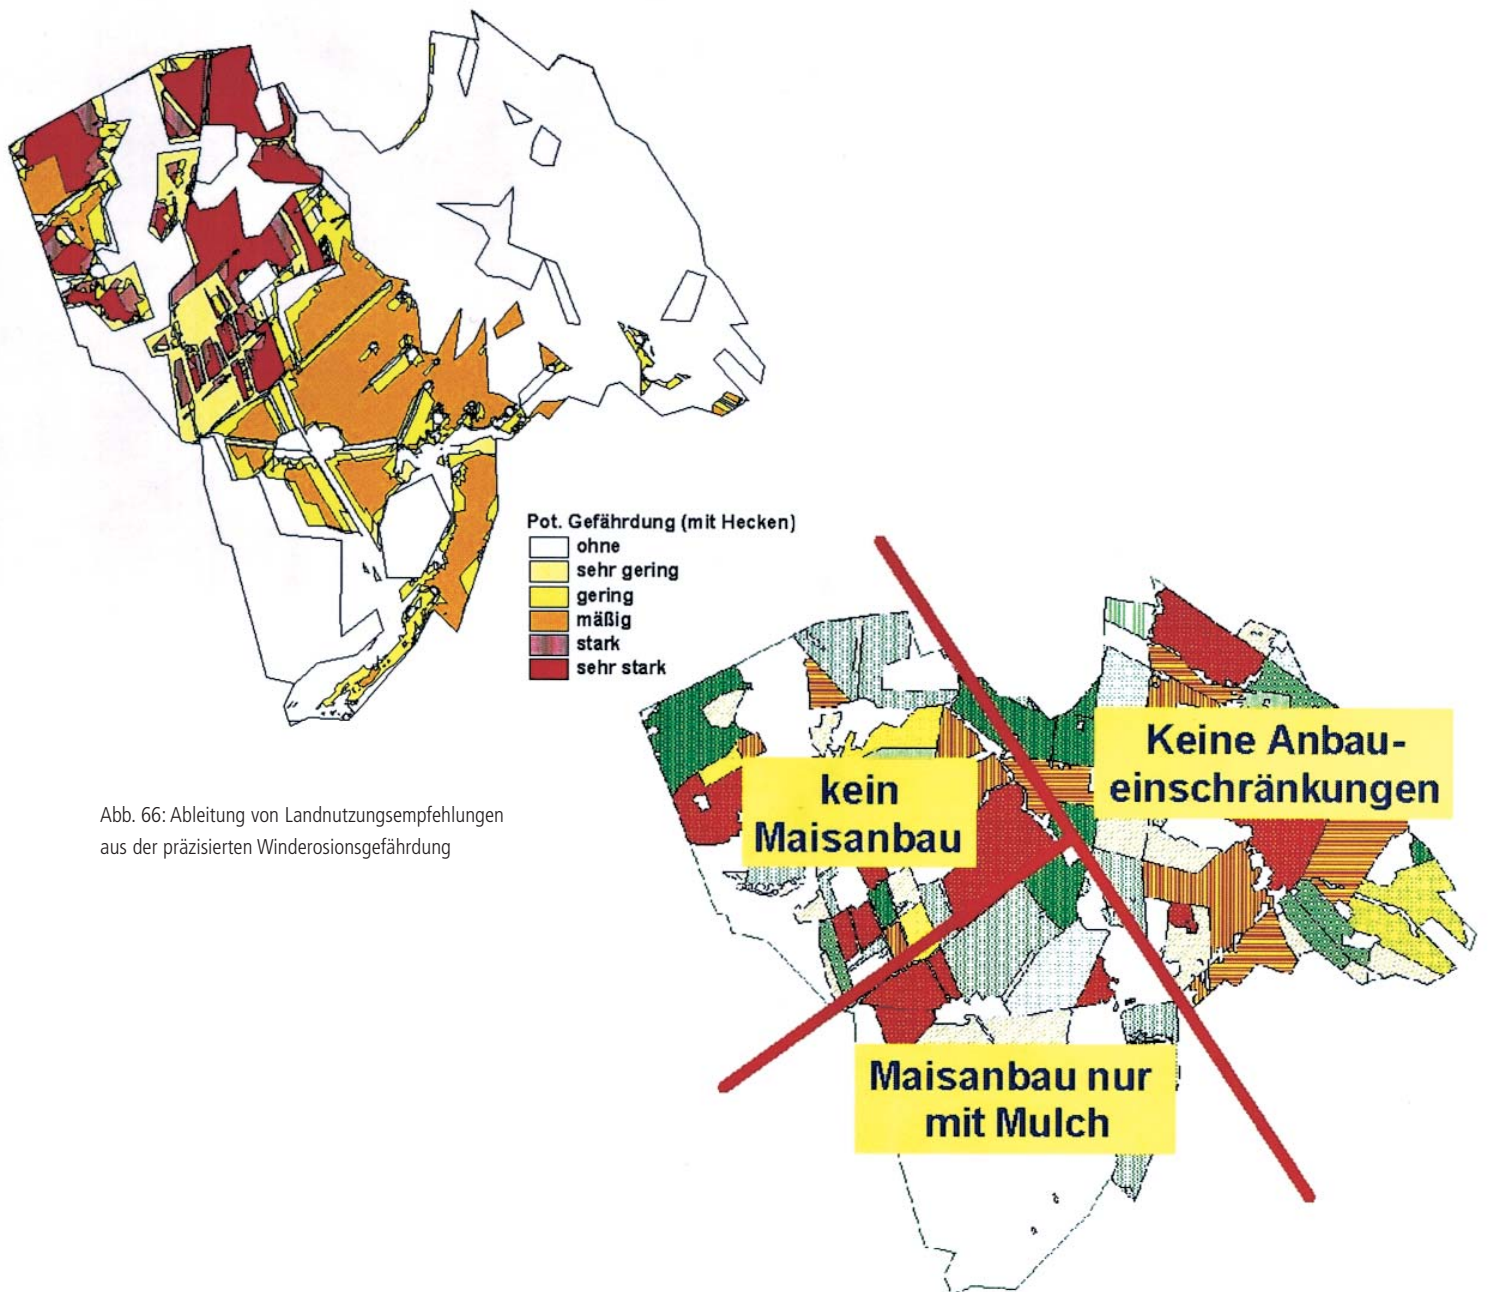 Pot. Gefährdung (mit Hecken)
ohne
sehr gering
gering
mäßig
stark
sehr stark
Keine Anbau-
einschränkungen
kein
Maisanbau
Maisanbau nur
mit Mulch
Abb. 66: Ableitung von Landnutzungsempfehlungen
aus der präzisierten Winderosionsgefährdung